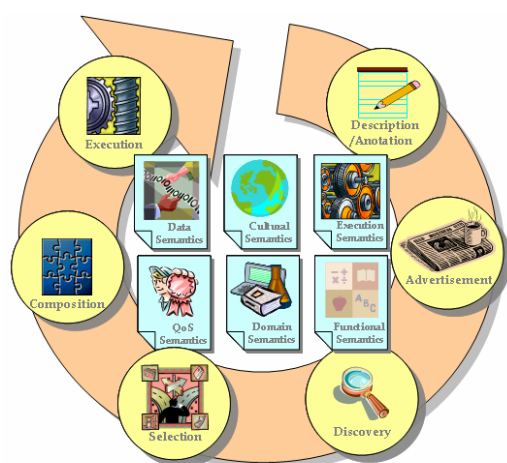 Execution
Description
/Anotation
Data
Semantics
Cultural
Semantics
Execution
Semantics
Advertisement
Composition
QoS
Semantics
Domain
Semantics
Functional
Semantics
A B C
Selection
Discovery